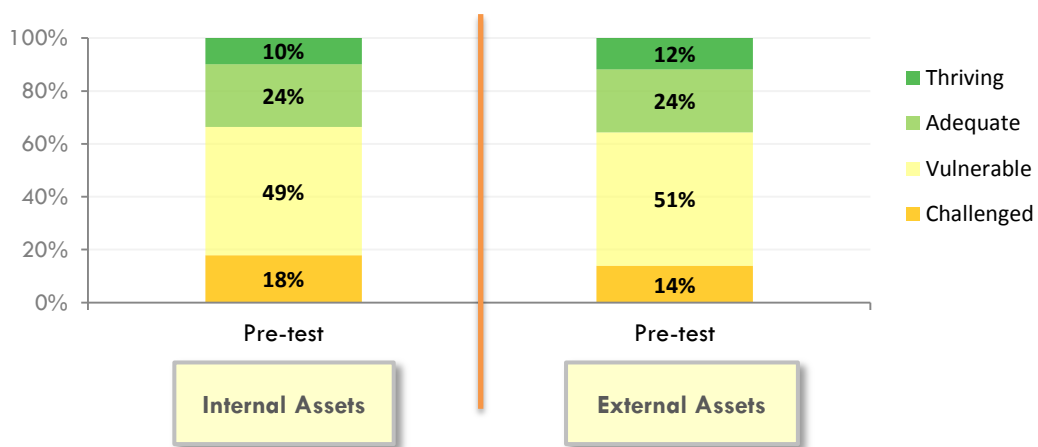 100%
80%
60%
40%
20%
0%
10%
24%
49%
18%
12%
24%
51%
14%
Thriving
Adequate
Vulnerable
Challenged
Pre-test
Pre-test
Internal Assets
External Assets